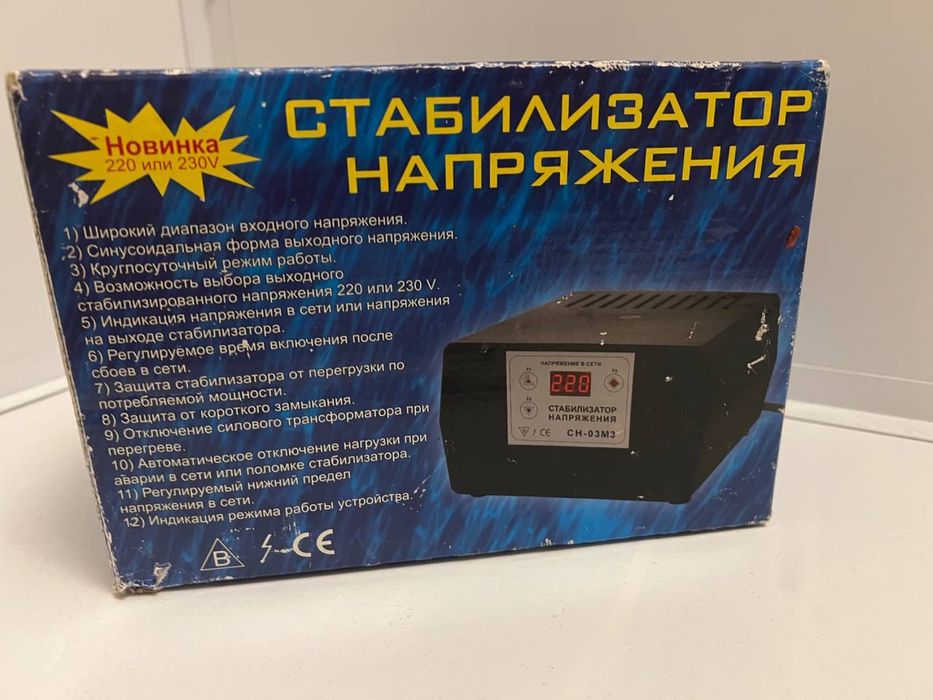 Новинка
220 или 230V
СТАБИЛИЗАТОР
НАПРЯЖЕНИЯ
1) Широкий диапазон входного напряжения.
2) Синусоидальная форма выходного напряжения.
3) Круглосуточный режим работы.
4) Возможность выбора выходного
стабилизированного напряжения 220 или 230 V.
5) Индикация напряжения в сети или напряжения
на выходе стабилизатора.
6) Регулируемое время включения после
сбоев в сети.
7) Защита стабилизатора от перегрузки по
потребляемой мощности.
8) Защита от короткого замыкания.
9) Отключение силового трансформатора при
перегреве.
10) Автоматическое отключение нагрузки при
аварии в сети или поломке стабилизатора.
11) Регулируемый нижний предел
напряжения в сети.
12) Индикация режима работы устройства.
B CE
НАПРЯЖЕНИЕ В СЕТИ
F1
220
F3
F2
СТАБИЛИЗАТОР
НАПРЯЖЕНИЯ
B CE СН-03М3